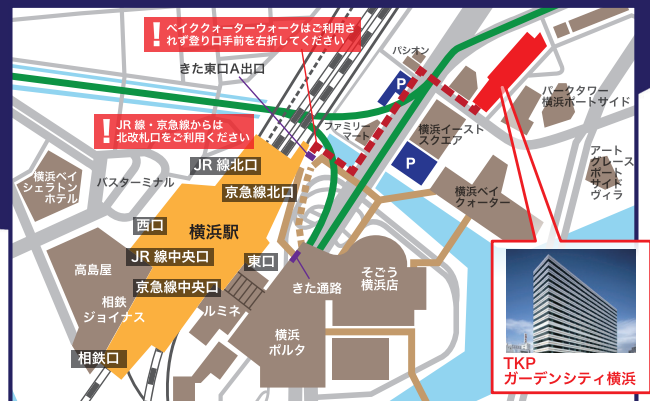 ！ベイククォーターウォークはご利用さ
れず登り口手前を右折してください
きた東口A出口
パシオン
P
パークタワー
横浜ポートサイド
！JR線・京急線からは
北改札口をご利用ください
ファミリー
マート
横浜イースト
スクエア
P
アート
グレース
ポート
サイド
ヴィラ
JR線北口
京急線北口
横浜ベイ
シェラトン
ホテル
バスターミナル
横浜ベイ
クォーター
西口
横浜駅
JR線中央口
東口
京急線中央口
高島屋
相鉄
ジョイナス
ルミネ
きた通路
そごう
横浜店
横浜
ポルタ
相鉄口
TKP
ガーデンシティ横浜